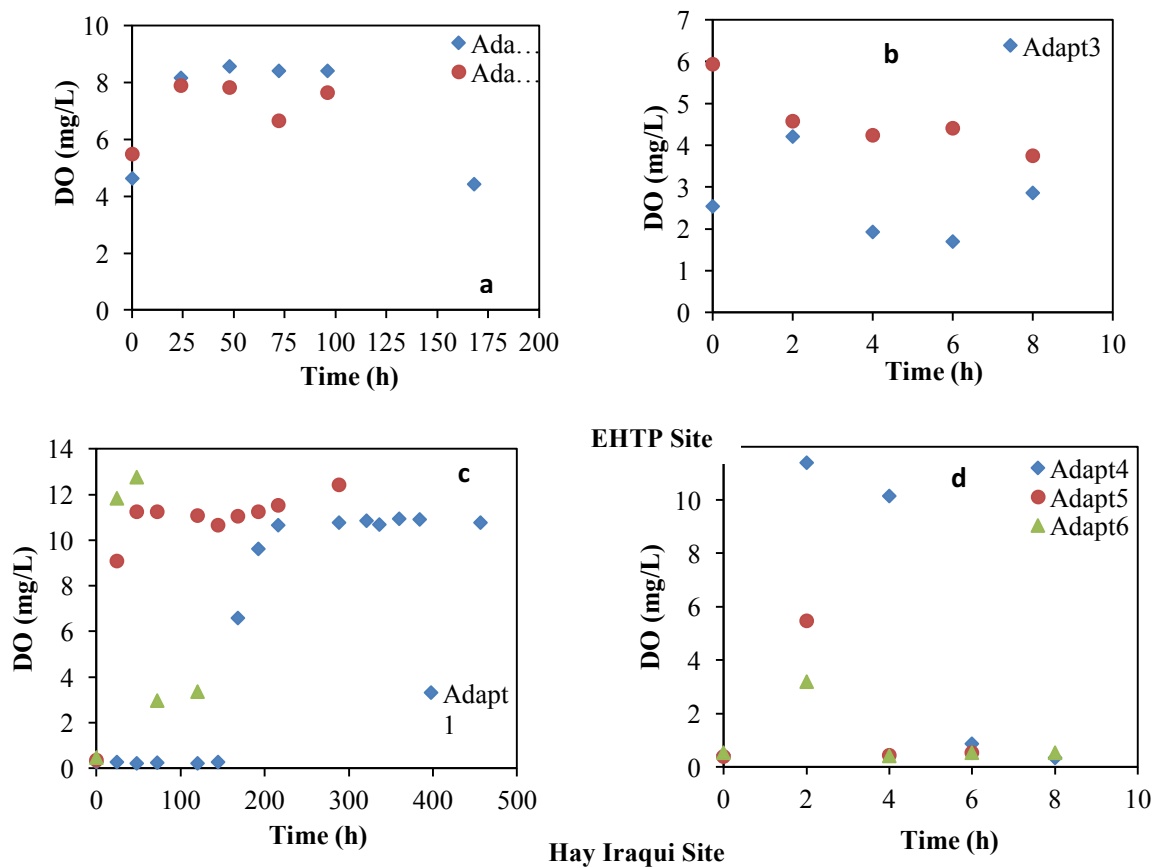 10
8
6
4
2
0
DO (mg/L)
Ada…
Ada…
a
0 25 50 75 100 125 150 175 200
Time (h)
7
6
5
4
3
2
1
0
DO (mg/L)
b
Adapt3
0 2 4 6 8 10
Time (h)
EHTP Site
14
12
10
8
6
4
2
0
DO (mg/L)
c
Adapt
1
0 100 200 300 400 500
Time (h)
10
8
6
4
2
0
DO (mg/L)
d
Adapt4
Adapt5
Adapt6
0 2 4 6 8 10
Time (h)
Hay Iraqui Site